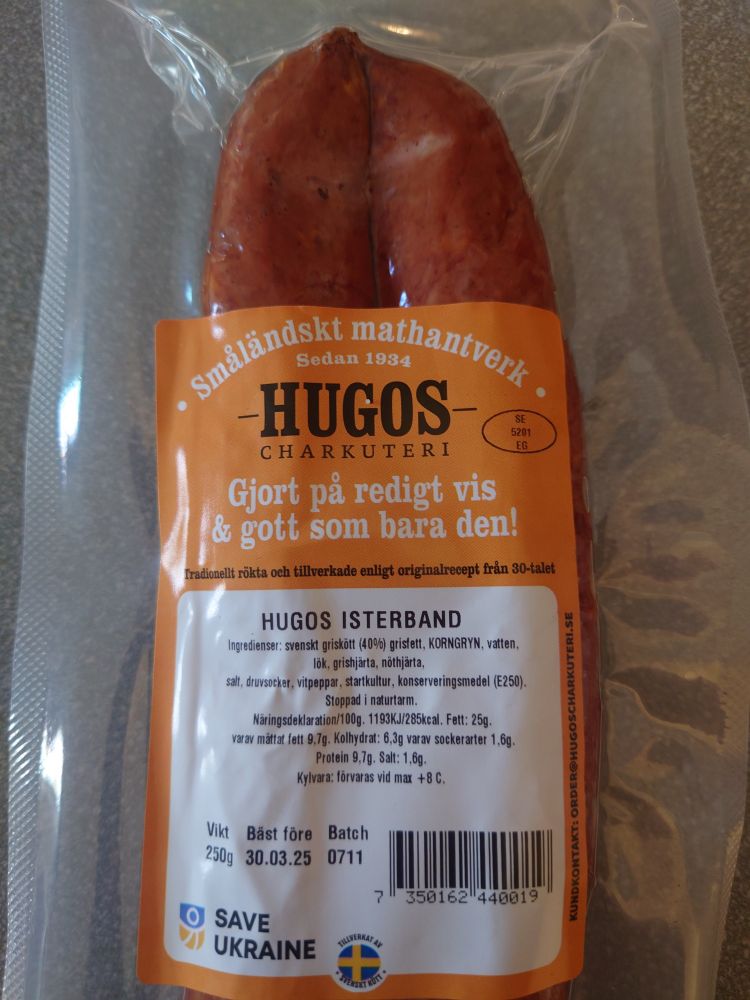 • Småländskt mathantverk •
Sedan 1934
-HUGOS-
CHARKUTERI
SE
5201
EG
Gjort på redigt vis
& gott som bara den!
Tradionellt rökta och tillverkade enligt originalrecept från 30-talet
HUGOS ISTERBAND
Ingredienser: svenskt griskött (40%) grisfett, KORNGRYN, vatten,
lök, grishjärta, nöthjärta,
salt, druvsocker, vitpeppar, startkultur, konserveringsmedel (E250).
Stoppad i naturtarm.
Näringsdeklaration/100g. 1193KJ/285kcal. Fett: 25g.
varav mättat fett 9,7g. Kolhydrat: 6,3g varav sockerarter 1,6g.
Protein 9,7g. Salt: 1,6g.
Kylvara: förvaras vid max +8 C.
Vikt Bäst före Batch
250g 30.03.25 0711
7 350162 440019
SAVE
UKRAINE
TILLVERKAT AV
• SVENSKT KÖTT •
KUNDKONTAKT: ORDER@HUGOSCHARKUTERI.SE